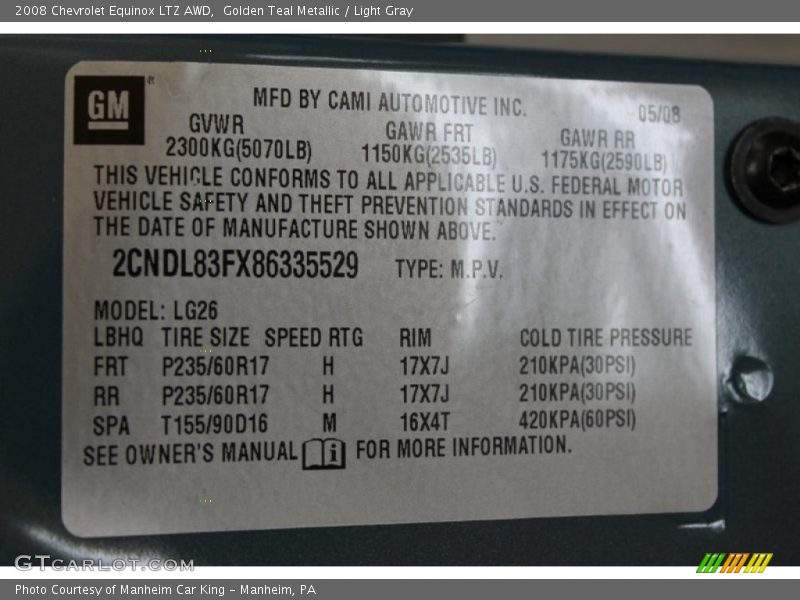 2008 Chevrolet Equinox LTZ AWD, Golden Teal Metallic / Light Gray
GM
MFD BY CAMI AUTOMOTIVE INC. 05/08
GVWR GAWR FRT GAWR RR
2300KG(5070LB) 1150KG(2535LB) 1175KG(2590LB)
THIS VEHICLE CONFORMS TO ALL APPLICABLE U.S. FEDERAL MOTOR
VEHICLE SAFETY AND THEFT PREVENTION STANDARDS IN EFFECT ON
THE DATE OF MANUFACTURE SHOWN ABOVE.
2CNDL83FX86335529 TYPE: M.P.V.
MODEL: LG26
LBHQ TIRE SIZE SPEED RTG RIM COLD TIRE PRESSURE
FRT P235/60R17 H 17X7J 210KPA(30PSI)
RR P235/60R17 H 17X7J 210KPA(30PSI)
SPA T155/90D16 M 16X4T 420KPA(60PSI)
SEE OWNER'S MANUAL i FOR MORE INFORMATION.
GTcarlot.com
Photo Courtesy of Manheim Car King - Manheim, PA